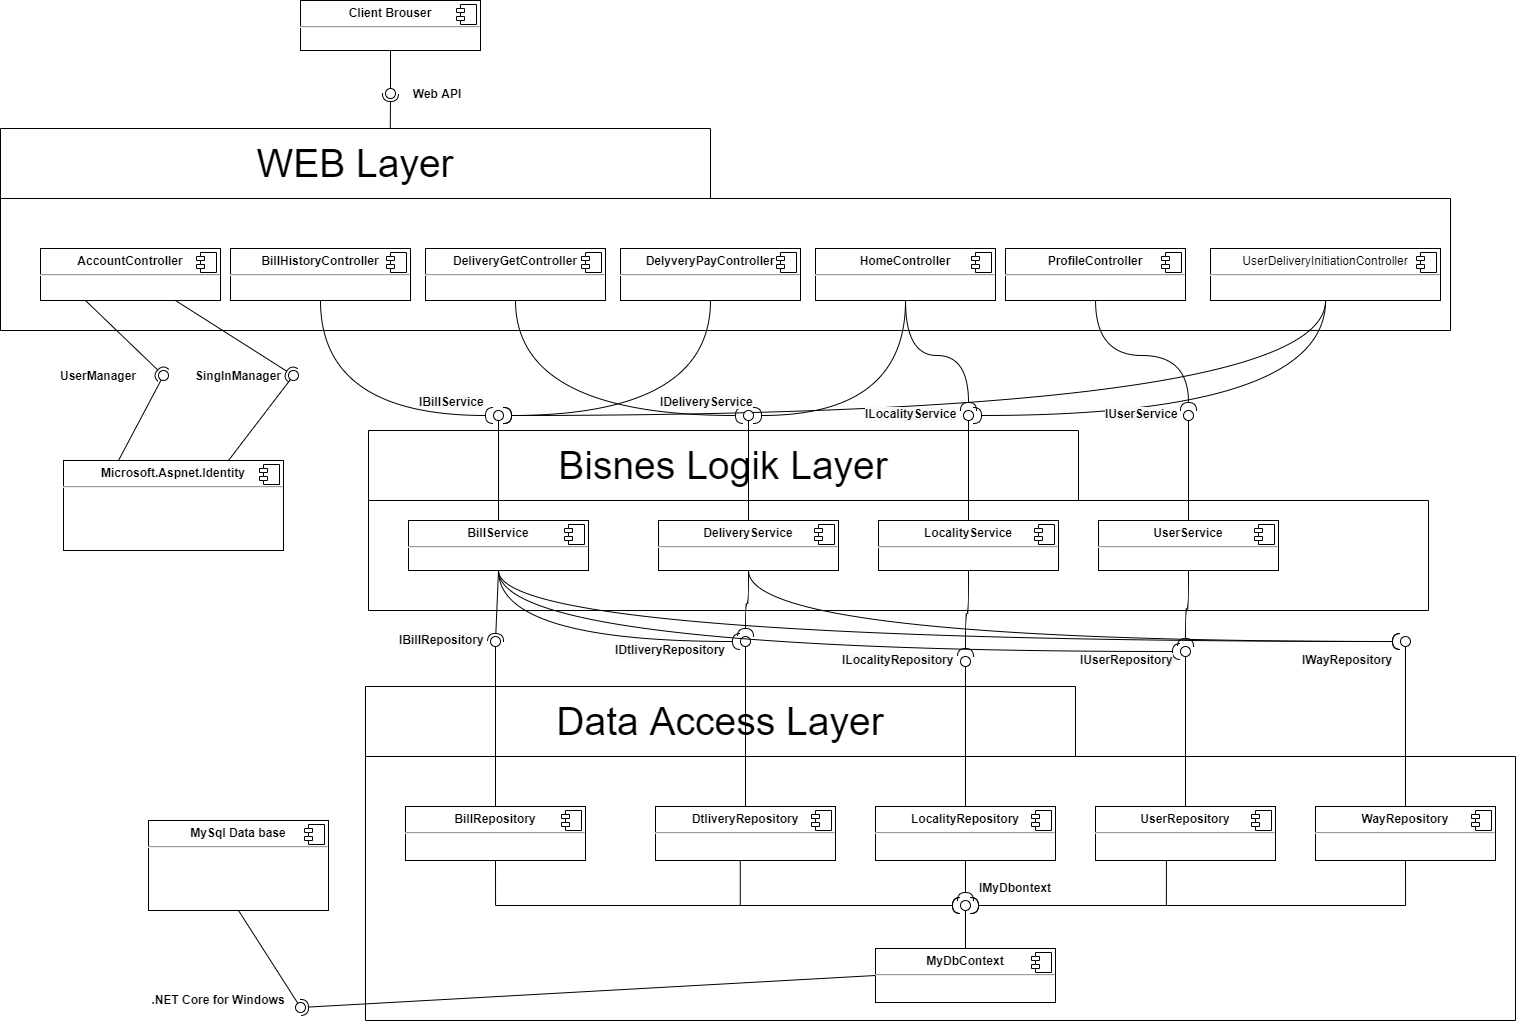 Client Brouser
Web API
WEB Layer
AccountController
BillHistoryController
DeliveryGetController
DelyveryPayController
HomeController
ProfileController
UserDeliveryInitiationController
UserManager
SingInManager
IBillService
IDeliveryService
ILocalityService
IUserService
Bisnes Logik Layer
Microsoft.Aspnet.Identity
BillService
DeliveryService
LocalityService
UserService
IBillRepository
IDtliveryRepository
ILocalityRepository
IUserRepository
IWayRepository
Data Access Layer
BillRepository
DtliveryRepository
LocalityRepository
UserRepository
WayRepository
MySql Data base
IMyDbontext
MyDbContext
.NET Core for Windows